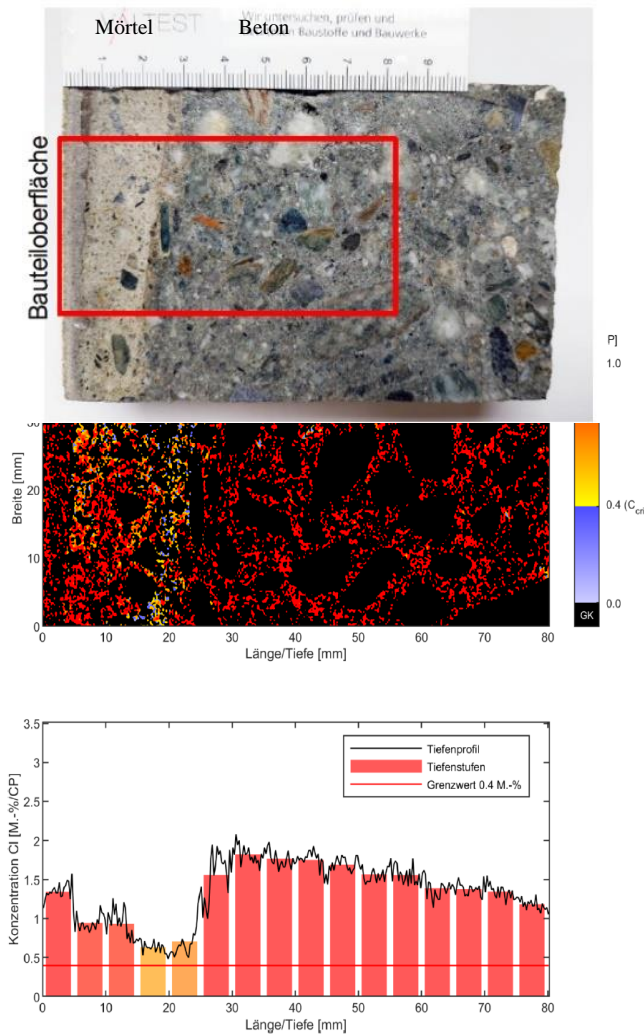 Mörtel
Beton
TEST
Wir untersuchen, prüfen und
Baustoffe und Bauwerke
1 2 3 4 5 6 7 8 9
Bauteiloberfläche
P]
1.0
30
20
10
0
Breite [mm]
0 10 20 30 40 50 60 70 80
Länge/Tiefe [mm]
0.4 (C
0.0
GK
3.5
3
2.5
2
1.5
1
0.5
0
Konzentration Cl [M.-%/CP]
Tiefenprofil
Tiefenstufen
Grenzwert 0.4 M.-%
0 10 20 30 40 50 60 70 80
Länge/Tiefe [mm]